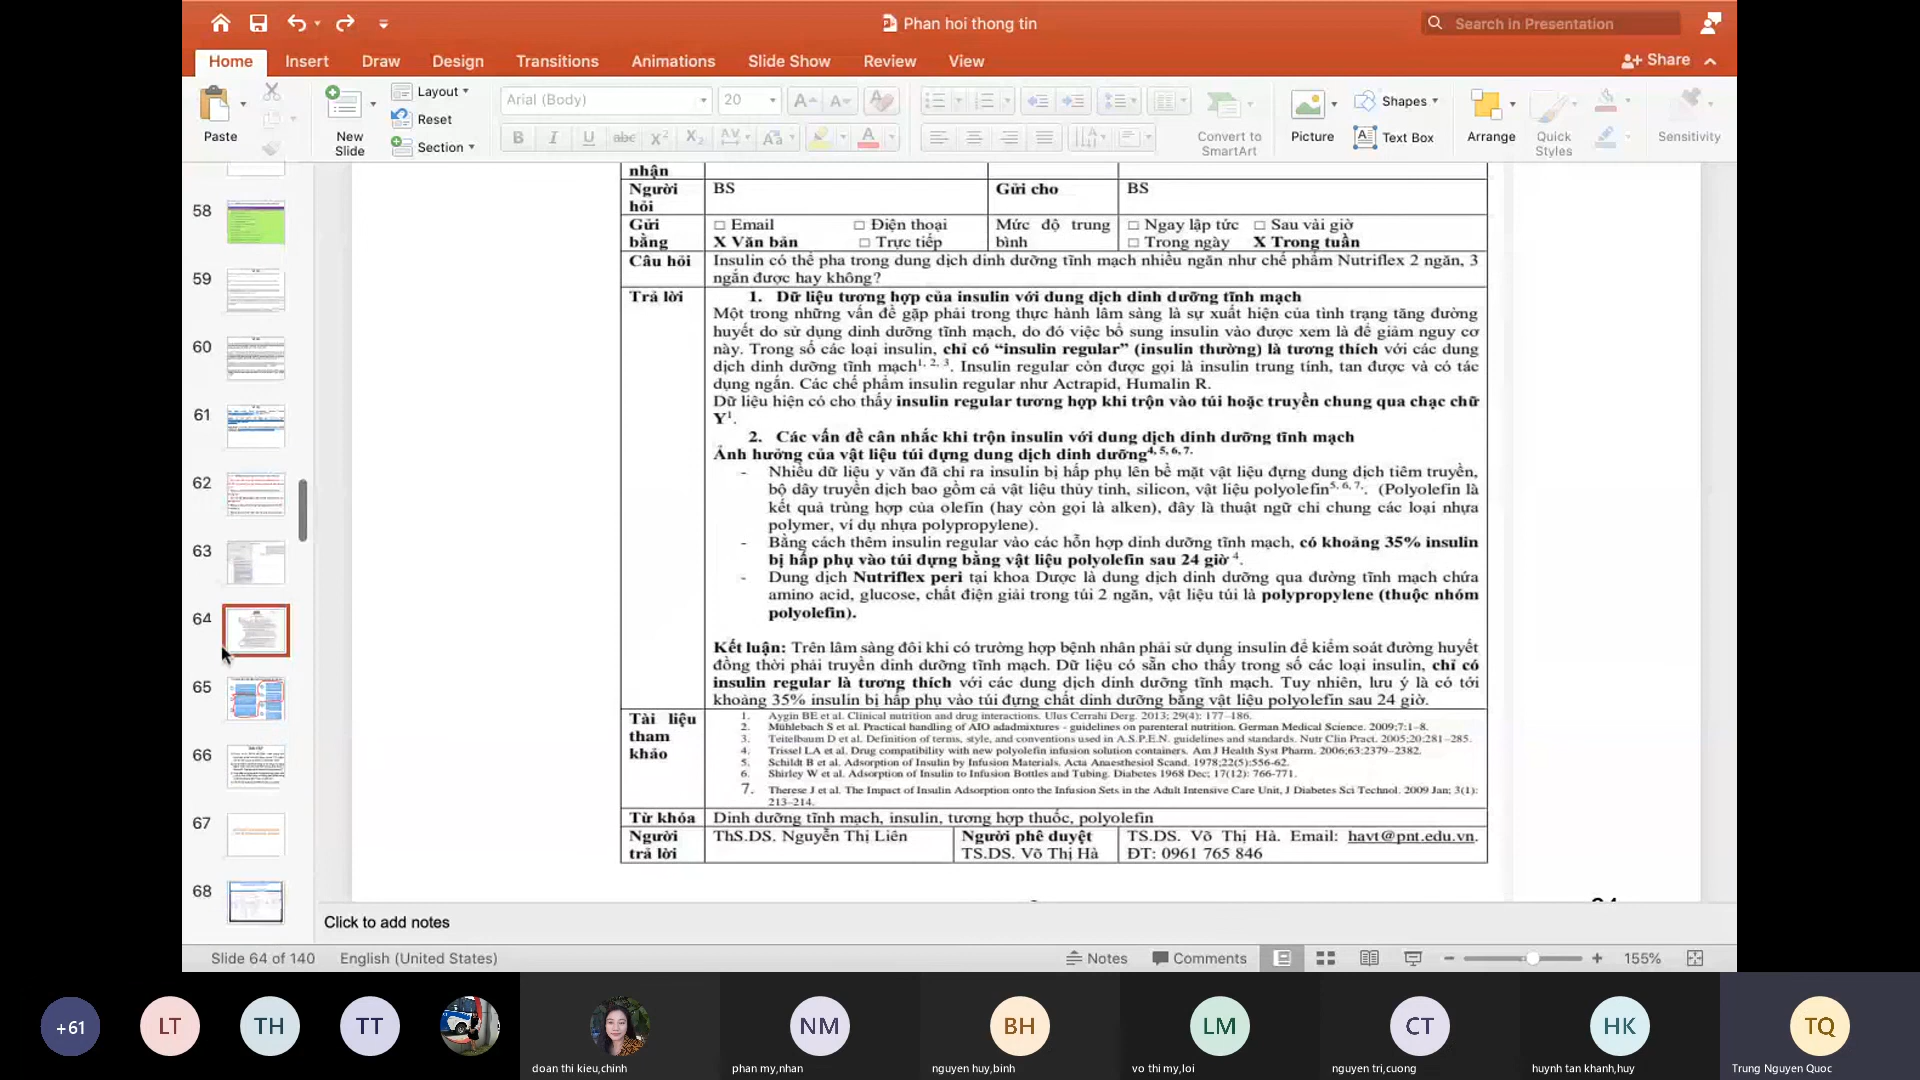 Phan hoi thong tin
Search in Presentation
Home Insert Draw Design Transitions Animations Slide Show Review View
Share
Paste
New Slide
Layout
Reset
Section
Arial (Body) 20
Convert to SmartArt
Picture
Shapes
Text Box
Arrange
Quick Styles
Sensitivity
58
59
60
61
62
63
64
65
66
67
68
nhận
Người hỏi BS Gửi cho BS
Gửi bằng □ Email □ Điện thoại Mức độ trung bình □ Ngay lập tức □ Sau vài giờ
X Văn bản □ Trực tiếp □ Trong ngày X Trong tuần
Câu hỏi Insulin có thể pha trong dung dịch dinh dưỡng tĩnh mạch nhiều ngăn như chế phẩm Nutriflex 2 ngăn, 3
ngăn được hay không?
Trả lời 1. Dữ liệu tương hợp của insulin với dung dịch dinh dưỡng tĩnh mạch
Một trong những vấn đề gặp phải trong thực hành lâm sàng là sự xuất hiện của tình trạng tăng đường
huyết do sử dụng dinh dưỡng tĩnh mạch, do đó việc bổ sung insulin vào được xem là để giảm nguy cơ
này. Trong số các loại insulin, chỉ có “insulin regular” (insulin thường) là tương thích với các dung
dịch dinh dưỡng tĩnh mạch1, 2, 3. Insulin regular còn được gọi là insulin trung tính, tan được và có tác
dụng ngắn. Các chế phẩm insulin regular như Actrapid, Humalin R.
Dữ liệu hiện có cho thấy insulin regular tương hợp khi trộn vào túi hoặc truyền chung qua chạc chữ
Y1.
2. Các vấn đề cân nhắc khi trộn insulin với dung dịch dinh dưỡng tĩnh mạch
Ảnh hưởng của vật liệu túi đựng dung dịch dinh dưỡng4, 5, 6, 7.
- Nhiều dữ liệu y văn đã chỉ ra insulin bị hấp phụ lên bề mặt vật liệu đựng dung dịch tiêm truyền,
bộ dây truyền dịch bao gồm cả vật liệu thủy tinh, silicon, vật liệu polyolefin5, 6, 7. (Polyolefin là
kết quả trùng hợp của olefin (hay còn gọi là alken), đây là thuật ngữ chỉ chung các loại nhựa
polymer, ví dụ nhựa polypropylene).
- Bằng cách thêm insulin regular vào các hỗn hợp dinh dưỡng tĩnh mạch, có khoảng 35% insulin
bị hấp phụ vào túi đựng bằng vật liệu polyolefin sau 24 giờ 4.
- Dung dịch Nutriflex peri tại khoa Dược là dung dịch dinh dưỡng qua đường tĩnh mạch chứa
amino acid, glucose, chất điện giải trong túi 2 ngăn, vật liệu túi là polypropylene (thuộc nhóm
polyolefin).
Kết luận: Trên lâm sàng đôi khi có trường hợp bệnh nhân phải sử dụng insulin để kiểm soát đường huyết
đồng thời phải truyền dinh dưỡng tĩnh mạch. Dữ liệu có sẵn cho thấy trong số các loại insulin, chỉ có
insulin regular là tương thích với các dung dịch dinh dưỡng tĩnh mạch. Tuy nhiên, lưu ý là có tới
khoảng 35% insulin bị hấp phụ vào túi đựng chất dinh dưỡng bằng vật liệu polyolefin sau 24 giờ.
Tài liệu tham khảo
1. Aygin BE et al. Clinical nutrition and drug interactions. Ulus Cerrahi Derg. 2013; 29(4): 177–186.
2. Mühlebach S et al. Practical handling of AIO adadmixtures - guidelines on parenteral nutrition. German Medical Science. 2009;7:1–8.
3. Teitelbaum D et al. Definition of terms, style, and conventions used in A.S.P.E.N. guidelines and standards. Nutr Clin Pract. 2005;20:281–285.
4. Trissel LA et al. Drug compatibility with new polyolefin infusion solution containers. Am J Health Syst Pharm. 2006;63:2379–2382.
5. Schildt B et al. Adsorption of Insulin by Infusion Materials. Acta Anaesthesiol Scand. 1978;22(5):556-62.
6. Shirley W et al. Adsorption of Insulin to Infusion Bottles and Tubing. Diabetes 1968 Dec; 17(12): 766-771.
7. Therese J et al. The Impact of Insulin Adsorption onto the Infusion Sets in the Adult Intensive Care Unit, J Diabetes Sci Technol. 2009 Jan; 3(1):
213–214.
Từ khóa Dinh dưỡng tĩnh mạch, insulin, tương hợp thuốc, polyolefin
Người trả lời ThS.DS. Nguyễn Thị Liên Người phê duyệt TS.DS. Võ Thị Hà. Email: havt@pnt.edu.vn.
TS.DS. Võ Thị Hà ĐT: 0961 765 846
Click to add notes
Slide 64 of 140 English (United States) Notes Comments 155%
+61 LT TH TT NM BH LM CT HK TQ
doan thi kieu,chinh phan my,nhan nguyen huy,binh vo thi my,loi nguyen tri,cuong huynh tan khanh,huy Trung Nguyen Quoc